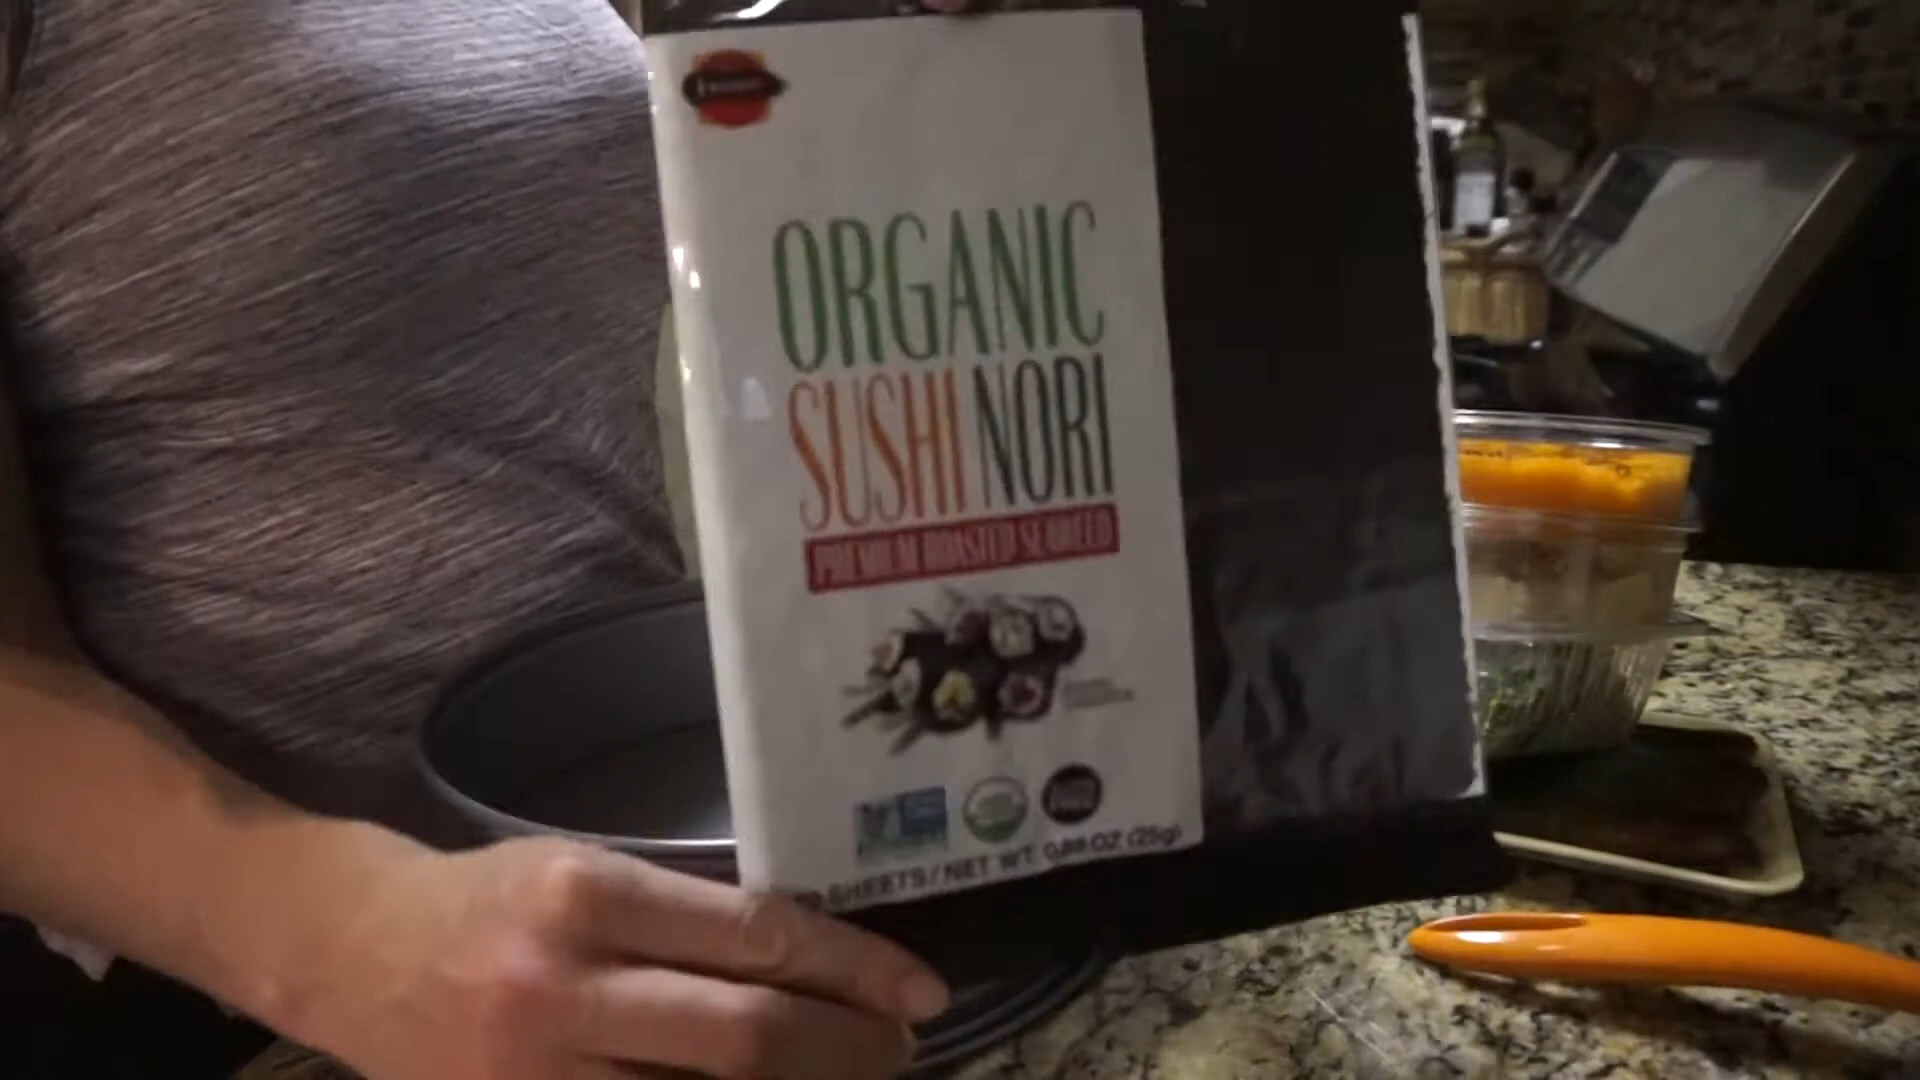 ORGANIC
SUSHI NORI
PREMIUM ROASTED SEAWEED
SHEETS / NET WT. 0.88 OZ (25g)